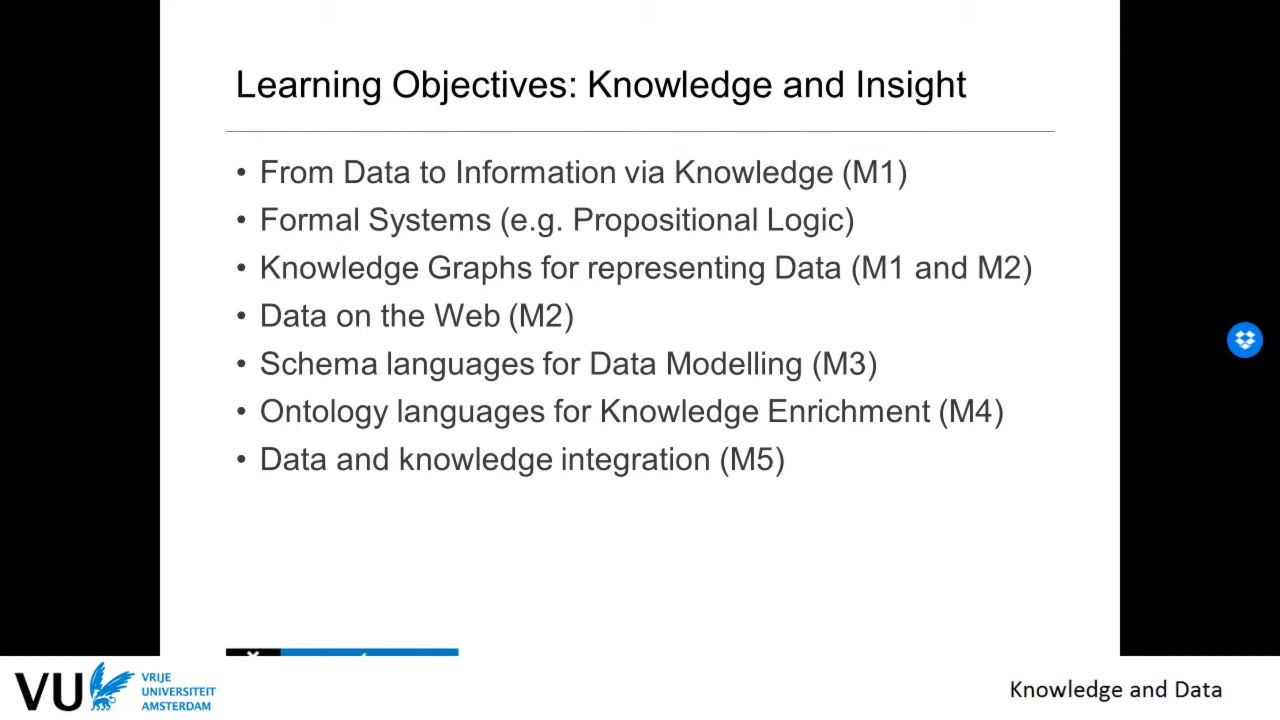 Learning Objectives: Knowledge and Insight
• From Data to Information via Knowledge (M1)
• Formal Systems (e.g. Propositional Logic)
• Knowledge Graphs for representing Data (M1 and M2)
• Data on the Web (M2)
• Schema languages for Data Modelling (M3)
• Ontology languages for Knowledge Enrichment (M4)
• Data and knowledge integration (M5)
VU
VRIJE
UNIVERSITEIT
AMSTERDAM
Knowledge and Data